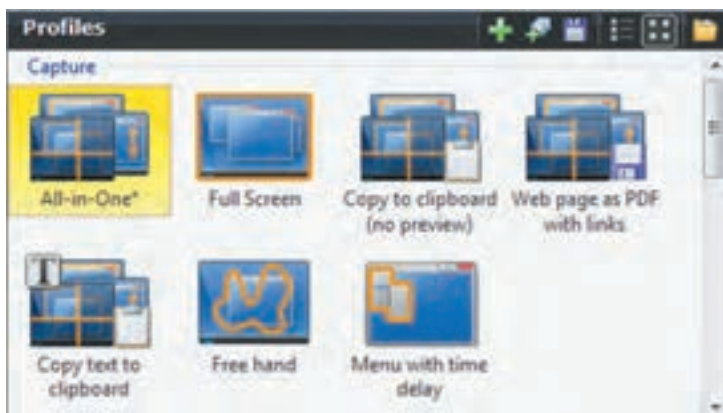 Profiles
Capture
All-in-One*
Full Screen
Copy to clipboard
(no preview)
Web page as PDF
with links
T
Copy text to
clipboard
Free hand
Menu with time
delay